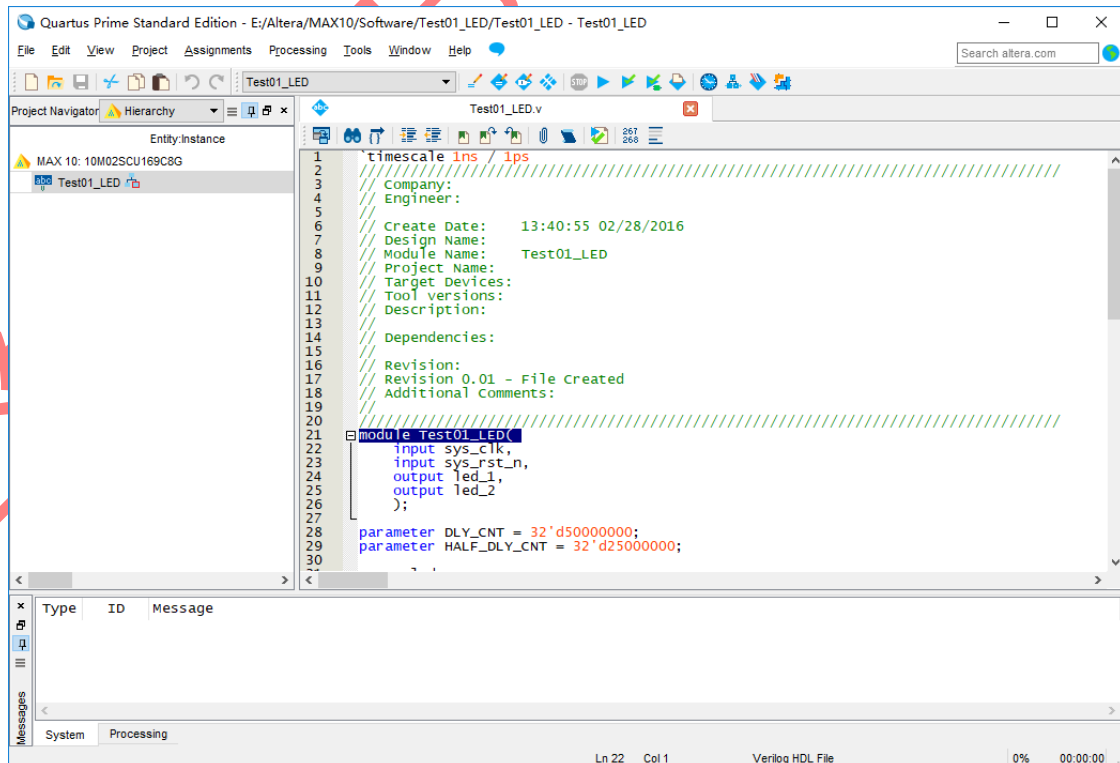 Quartus Prime Standard Edition - E:/Altera/MAX10/Software/Test01_LED/Test01_LED - Test01_LED
File Edit View Project Assignments Processing Tools Window Help
Search altera.com
Test01_LED
STOP
Project Navigator Hierarchy
Test01_LED.v
Entity:Instance
MAX 10: 10M02SCU169C8G
abc Test01_LED
267
268
1 `timescale 1ns / 1ps
2 //////////////////////////////////////////////////////////////////////////////////
3 // Company:
4 // Engineer:
5 //
6 // Create Date: 13:40:55 02/28/2016
7 // Design Name:
8 // Module Name: Test01_LED
9 // Project Name:
10 // Target Devices:
11 // Tool versions:
12 // Description:
13 //
14 // Dependencies:
15 //
16 // Revision:
17 // Revision 0.01 - File Created
18 // Additional Comments:
19 //
20 //////////////////////////////////////////////////////////////////////////////////
21 module Test01_LED(
22 input sys_clk,
23 input sys_rst_n,
24 output led_1,
25 output led_2
26 );
27
28 parameter DLY_CNT = 32'd50000000;
29 parameter HALF_DLY_CNT = 32'd25000000;
30
Type ID Message
Messages
System Processing
Ln 22 Col 1 Verilog HDL File 0% 00:00:00